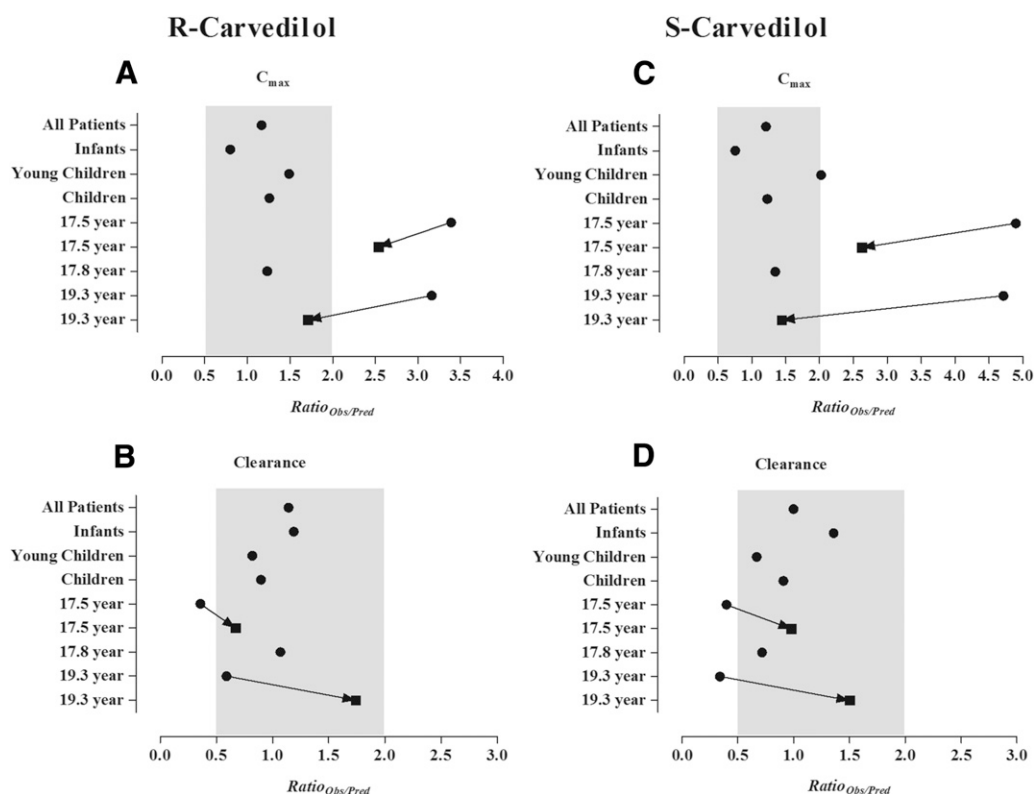 R-Carvedilol
S-Carvedilol
A
C
Cmax
Cmax
All Patients
Infants
Young Children
Children
17.5 year
17.5 year
17.8 year
19.3 year
19.3 year
0.0 0.5 1.0 1.5 2.0 2.5 3.0 3.5 4.0
Ratio Obs/Pred
All Patients
Infants
Young Children
Children
17.5 year
17.5 year
17.8 year
19.3 year
19.3 year
0.0 0.5 1.0 1.5 2.0 2.5 3.0 3.5 4.0 4.5 5.0
Ratio Obs/Pred
B
Clearance
All Patients
Infants
Young Children
Children
17.5 year
17.5 year
17.8 year
19.3 year
19.3 year
0.0 0.5 1.0 1.5 2.0 2.5 3.0
Ratio Obs/Pred
D
Clearance
All Patients
Infants
Young Children
Children
17.5 year
17.5 year
17.8 year
19.3 year
19.3 year
0.0 0.5 1.0 1.5 2.0 2.5 3.0
Ratio Obs/Pred